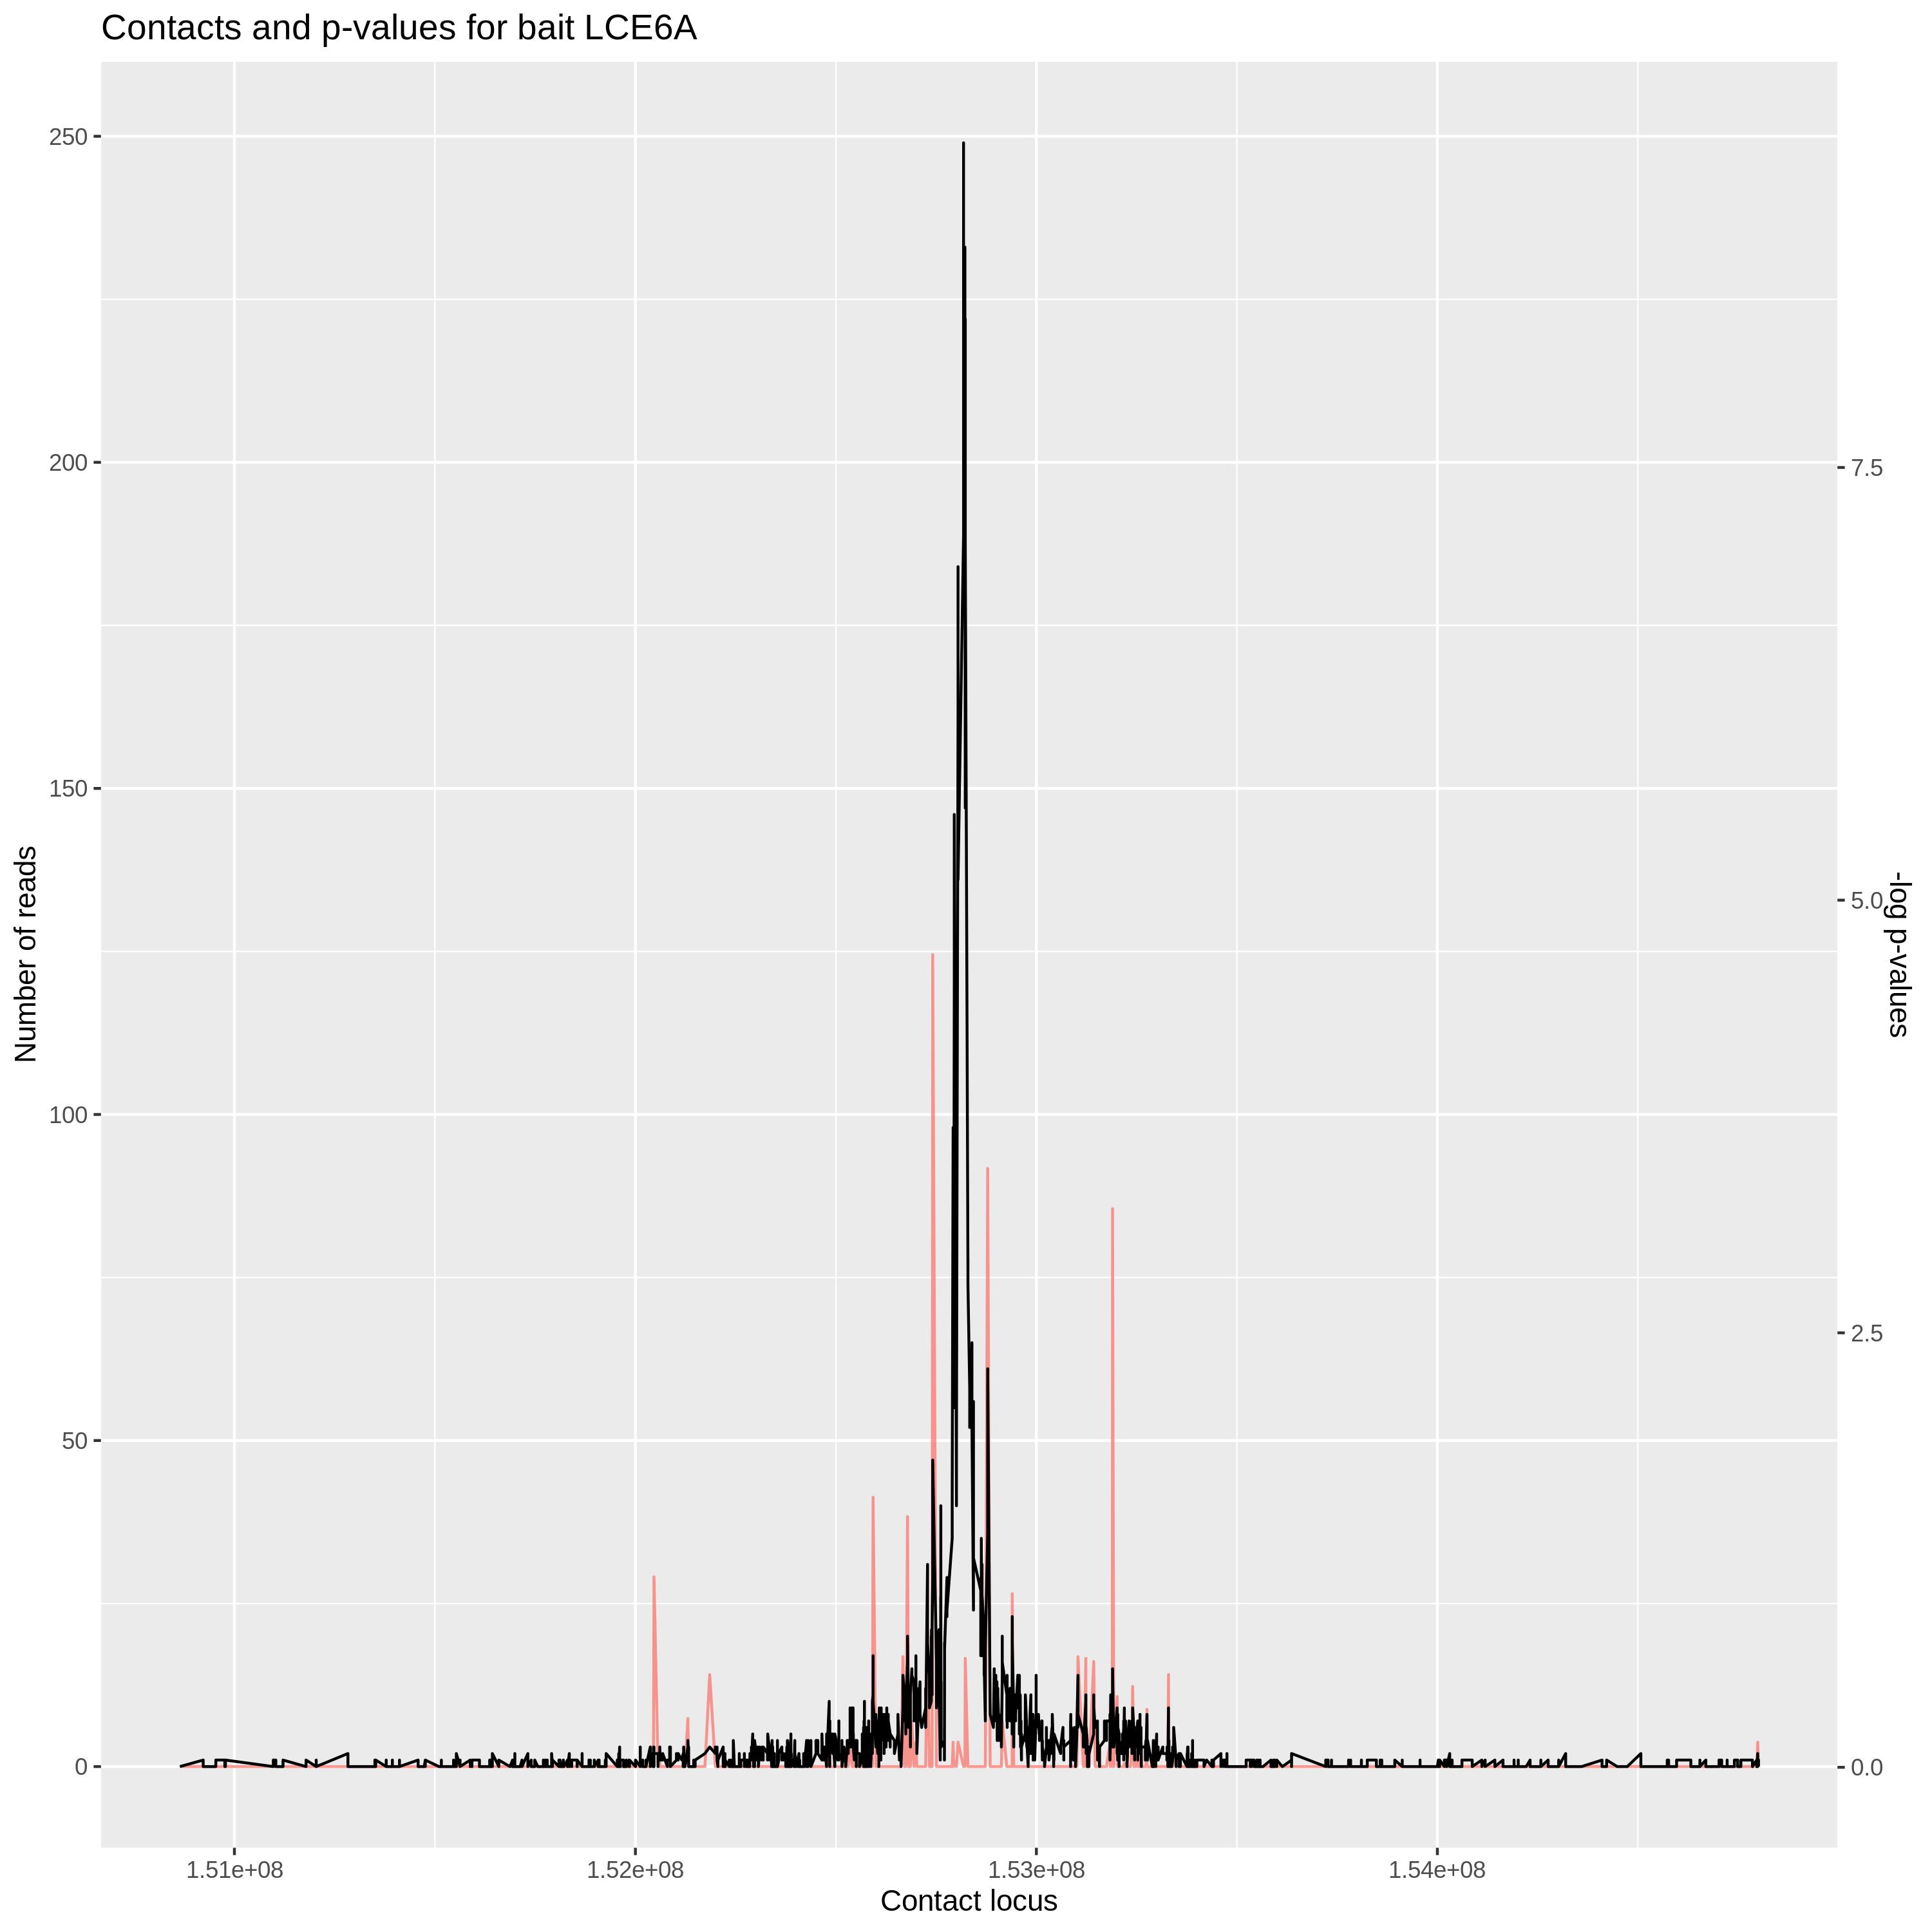 Contacts and p-values for bait LCE6A
250
200
150
100
50
0
Number of reads
7.5
5.0
2.5
0.0
-log p-values
1.51e+08
1.52e+08
1.53e+08
1.54e+08
Contact locus